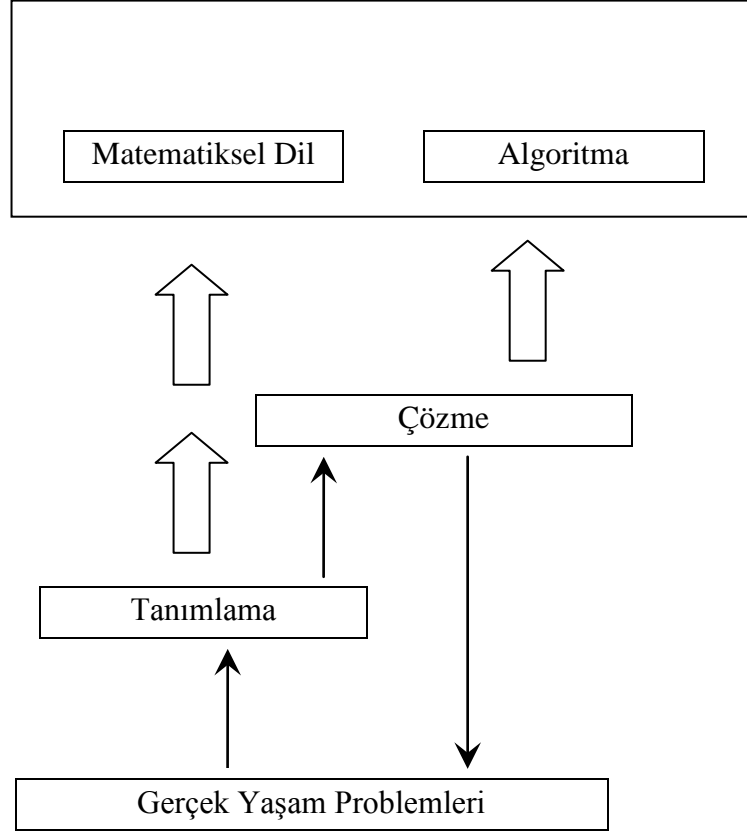 Matematiksel Dil
Algoritma
Çözme
Tanımlama
Gerçek Yaşam Problemleri